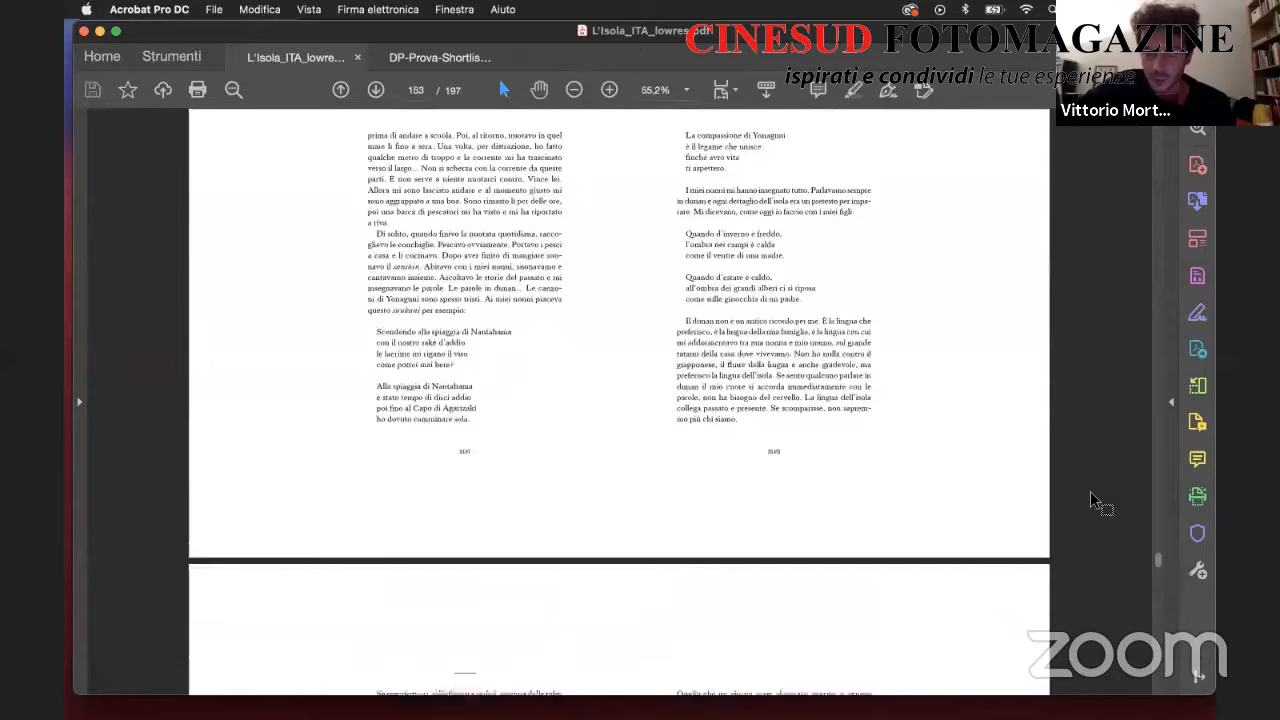 Acrobat Pro DC File Modifica Vista Firma elettronica Finestra Aiuto
L'Isola_ITA_lowres.pdf
CINESUD FOTOMAGAZINE
ispirati e condividi le tue esperienze
Vittorio Mort...
Home Strumenti L'Isola_ITA_lowre... × DP-Prova-Shortlis...
153 / 197 55,2%
prima di andare a scuola. Poi, al ritorno, nuotavo in quel
mare lì fino a sera. Una volta, per distrazione, ho fatto
qualche metro di troppo e la corrente mi ha trascinato
verso il largo... Non si scherza con la corrente da queste
parti. E non serve a niente nuotarci contro. Vince lei.
Allora mi sono lasciato andare e al momento giusto mi
sono aggrappato a una boa. Sono rimasto lì per delle ore,
poi una barca di pescatori mi ha visto e mi ha riportato
a riva.
Di solito, quando finivo la nuotata quotidiana, racco-
glievo le conchiglie. Pescavo ovviamente. Portavo i pesci
a casa e li cucinavo. Dopo aver finito di mangiare suo-
navo il sanshin. Abitavo con i miei nonni, suonavamo e
cantavamo insieme. Ascoltavo le storie del passato e mi
insegnavano le parole. Le parole in dunan... Le canzo-
ni di Yonaguni sono spesso tristi. Ai miei nonni piaceva
questo per esempio:
Scendendo alla spiaggia di Nantahama
con il nostro sakè d'addio
le lacrime mi rigano il viso
come potrei mai bere?
Alla spiaggia di Nantahama
è stato tempo di dieci addio
poi fino al Capo di Agarizaki
ho dovuto camminare sola.
XLVI
La compassione di Yonaguni
è il legame che unisce
finché avrò vita
ti aspetterò.
I miei nonni mi hanno insegnato tutto. Parlavamo sempre
in dunan e ogni dettaglio dell'isola era un pretesto per impa-
rare. Mi dicevano, come oggi io faccio con i miei figli:
Quando d'inverno è freddo,
l'ombra nei campi è calda
come il ventre di una madre.
Quando d'estate è caldo,
all'ombra dei grandi alberi ci si riposa
come sulle ginocchia di un padre.
Il dunan non è un antico ricordo per me. È la lingua che
preferisco, è la lingua della mia famiglia, è la lingua con cui
mi addormentavo tra mia nonna e mio nonno, sul grande
tatami della casa dove vivevamo. Non ho nulla contro il
giapponese, il fluire della lingua è anche gradevole, ma
preferisco la lingua dell'isola. Se sento qualcuno parlare in
dunan il mio cuore si accorda immediatamente con le
parole, non ha bisogno del cervello. La lingua dell'isola
collega passato e presente. Se scomparisse, non saprem-
mo più chi siamo.
XLVII
zoom